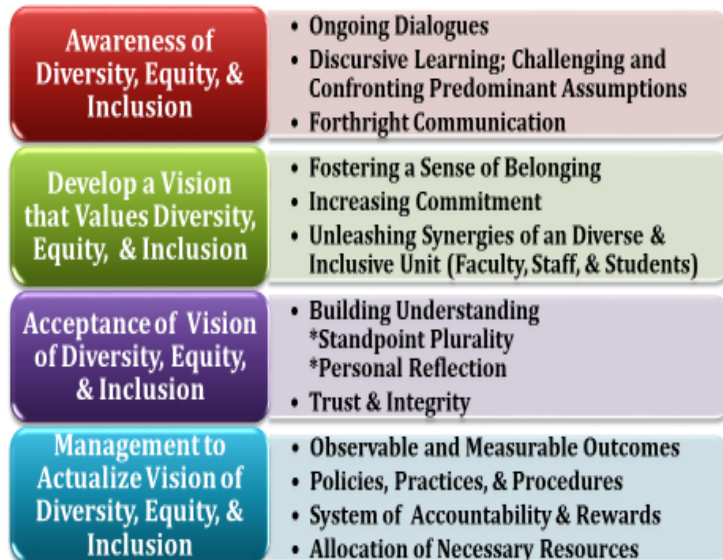 Awareness of
Diversity, Equity, &
Inclusion
• Ongoing Dialogues
• Discursive Learning; Challenging and
Confronting Predominant Assumptions
• Forthright Communication
Develop a Vision
that Values Diversity,
Equity, & Inclusion
• Fostering a Sense of Belonging
• Increasing Commitment
• Unleashing Synergies of an Diverse &
Inclusive Unit (Faculty, Staff, & Students)
Acceptance of Vision
of Diversity, Equity,
& Inclusion
• Building Understanding
*Standpoint Plurality
*Personal Reflection
• Trust & Integrity
Management to
Actualize Vision of
Diversity, Equity, &
Inclusion
• Observable and Measurable Outcomes
• Policies, Practices, & Procedures
• System of Accountability & Rewards
• Allocation of Necessary Resources